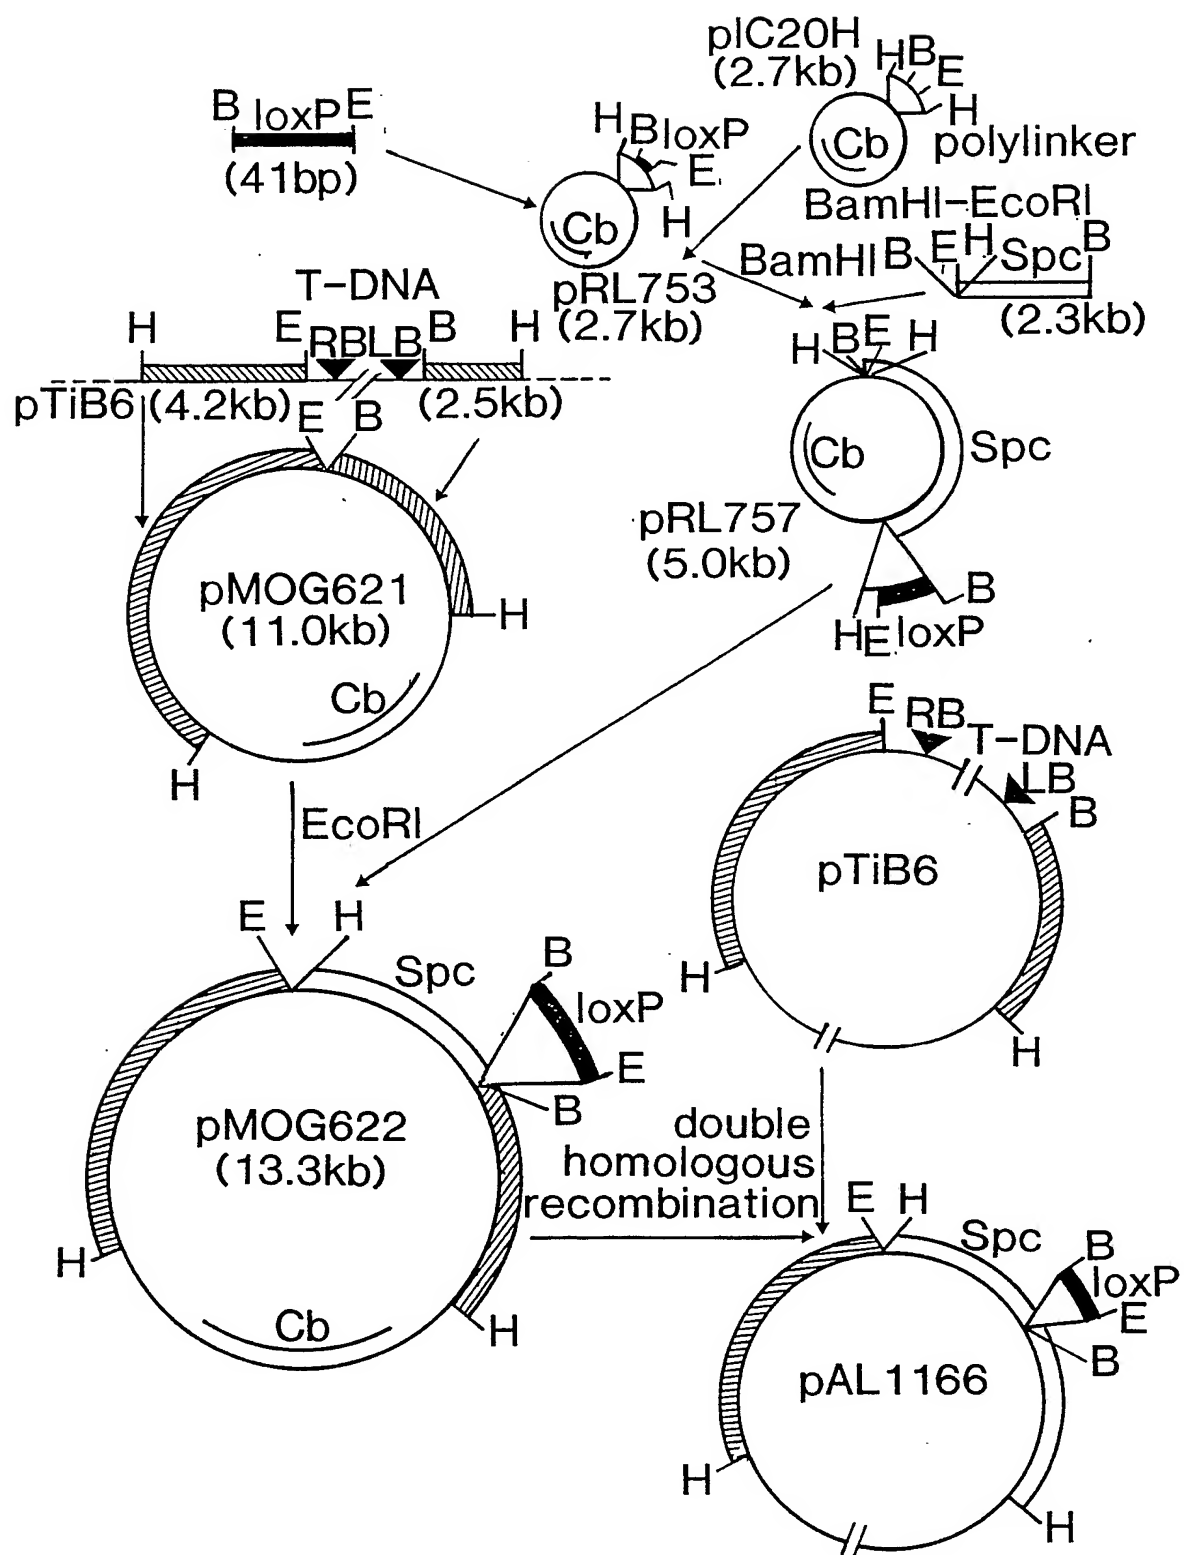 pIC20H
(2.7kb)
H B E
H
Cb
polylinker
BamHI-EcoRI
B loxP E
(41bp)
H B loxP
E
H
Cb
pRL753
(2.7kb)
BamHI
B E H Spc B
(2.3kb)
T-DNA
H E RB LB B H
pTiB6 (4.2kb) (2.5kb)
E B
pMOG621
(11.0kb)
H
Cb
H
H B E H
Cb
Spc
pRL757
(5.0kb)
B
H E loxP
EcoRI
E RB T-DNA
LB
B
pTiB6
H
H
E H
Spc
B
loxP
E
B
pMOG622
(13.3kb)
H
Cb
H
double
homologous
recombination
E H
Spc B
loxP
E
B
pAL1166
H
H